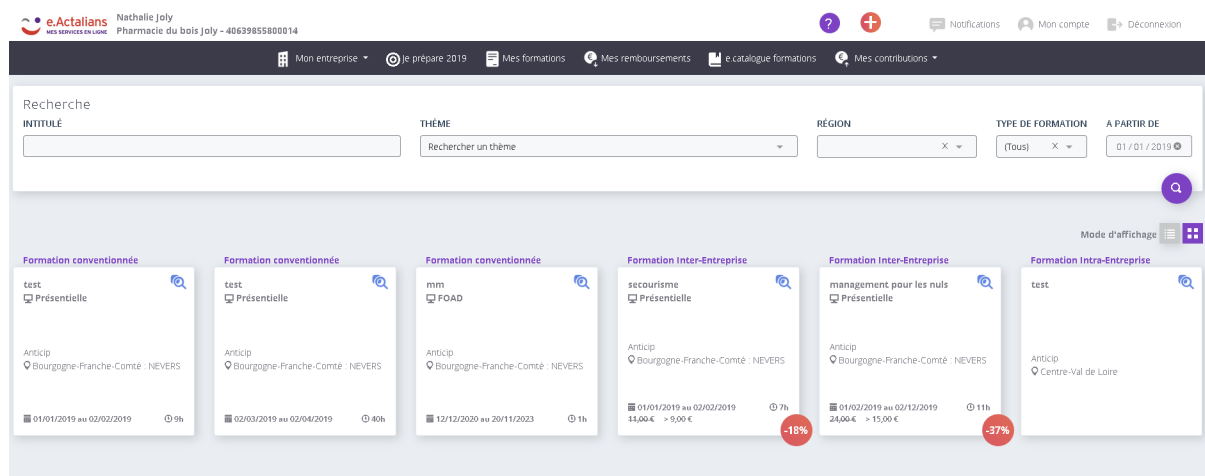 e.Actalians
MES SERVICES EN LIGNE
Nathalie Joly
Pharmacie du bois Joly - 40639855800014
?
Notifications
Mon compte
Déconnexion
Mon entreprise
Je prépare 2019
Mes formations
Mes remboursements
e.catalogue formations
Mes contributions
Recherche
INTITULÉ
THÈME
RÉGION
TYPE DE FORMATION
A PARTIR DE
Rechercher un thème
X
(Tous) X
01/01/2019
Mode d'affichage
Formation conventionnée
test
Présentielle
Anticip
Bourgogne-Franche-Comté : NEVERS
01/01/2019 au 02/02/2019 9h
Formation conventionnée
test
Présentielle
Anticip
Bourgogne-Franche-Comté : NEVERS
02/03/2019 au 02/04/2019 40h
Formation conventionnée
mm
FOAD
Anticip
Bourgogne-Franche-Comté : NEVERS
12/12/2020 au 20/11/2023 1h
Formation Inter-Entreprise
secourisme
Présentielle
Anticip
Bourgogne-Franche-Comté : NEVERS
01/01/2019 au 02/02/2019 7h
11,00 € > 9,00 €
-18%
Formation Inter-Entreprise
management pour les nuls
Présentielle
Anticip
Bourgogne-Franche-Comté : NEVERS
01/02/2019 au 02/12/2019 11h
24,00 € > 15,00 €
-37%
Formation Intra-Entreprise
test
Anticip
Centre-Val de Loire